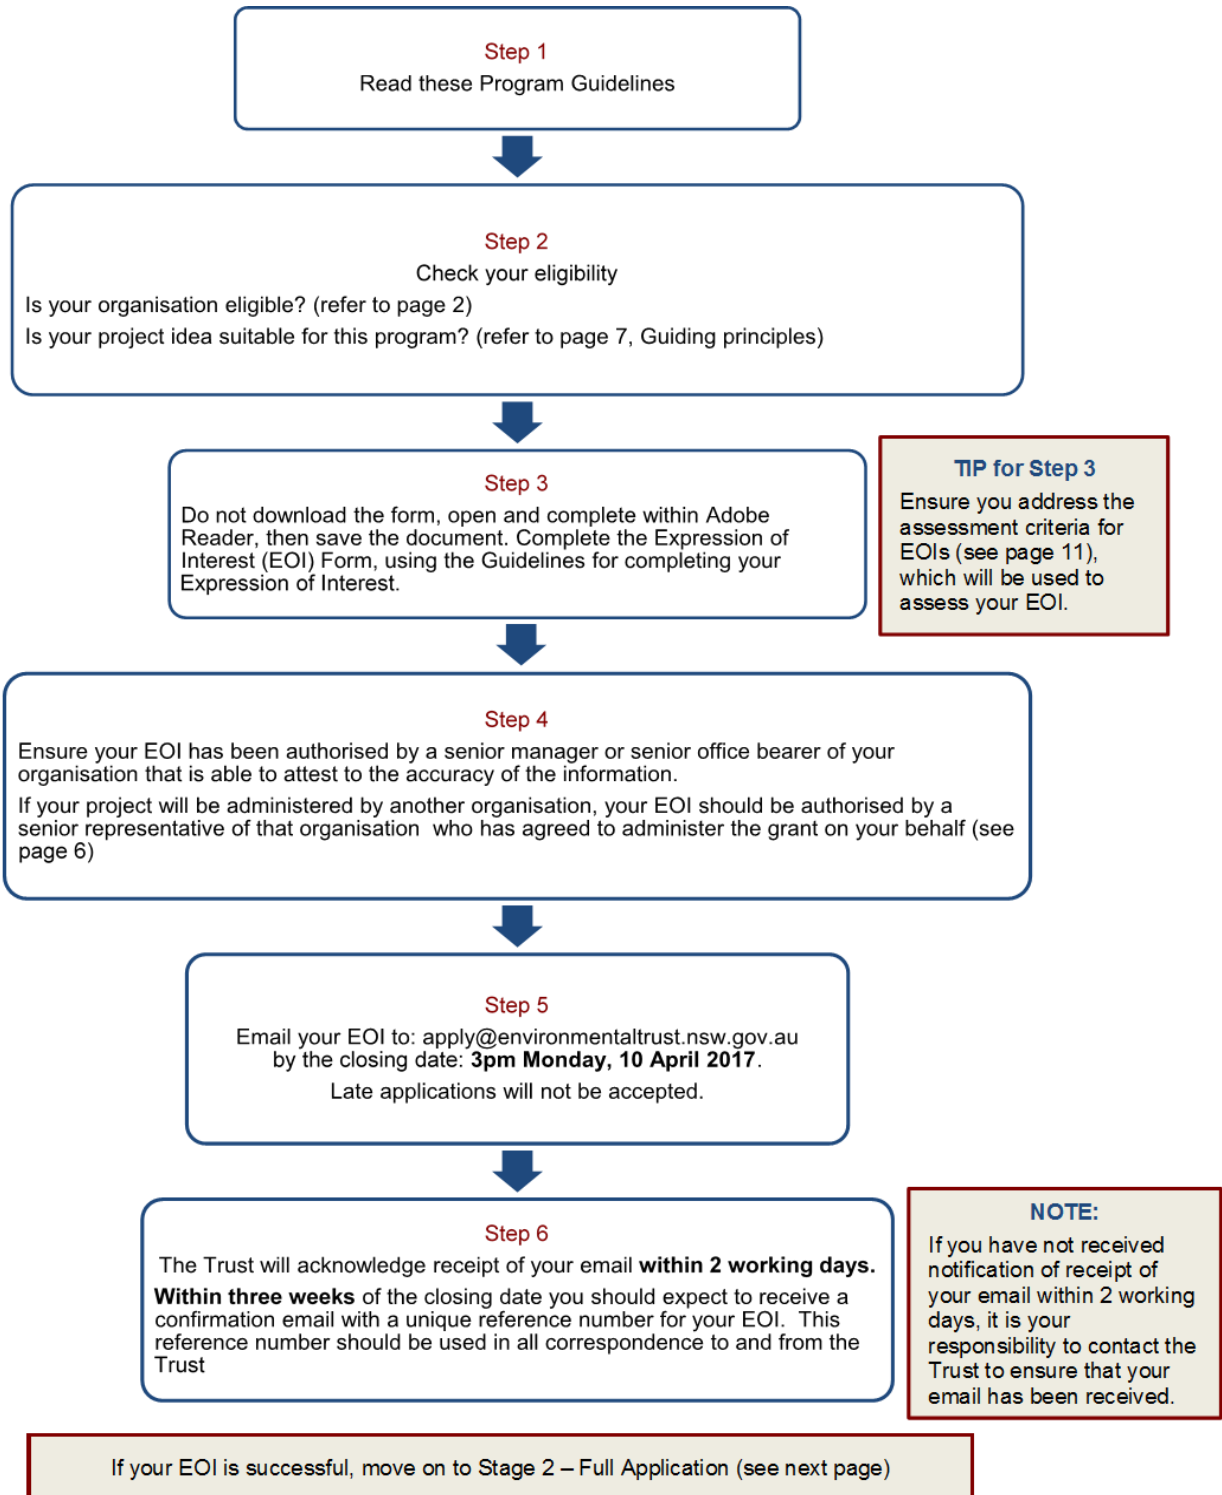 Step 1
Read these Program Guidelines
Step 2
Check your eligibility
Is your organisation eligible? (refer to page 2)
Is your project idea suitable for this program? (refer to page 7, Guiding principles)
Step 3
Do not download the form, open and complete within Adobe
Reader, then save the document. Complete the Expression of
Interest (EOI) Form, using the Guidelines for completing your
Expression of Interest.
TIP for Step 3
Ensure you address the
assessment criteria for
EOIs (see page 11),
which will be used to
assess your EOI.
Step 4
Ensure your EOI has been authorised by a senior manager or senior office bearer of your
organisation that is able to attest to the accuracy of the information.
If your project will be administered by another organisation, your EOI should be authorised by a
senior representative of that organisation  who has agreed to administer the grant on your behalf (see
page 6)
Step 5
Email your EOI to: apply@environmentaltrust.nsw.gov.au
by the closing date: 3pm Monday, 10 April 2017.
Late applications will not be accepted.
Step 6
The Trust will acknowledge receipt of your email within 2 working days.
Within three weeks of the closing date you should expect to receive a
confirmation email with a unique reference number for your EOI.  This
reference number should be used in all correspondence to and from the
Trust
NOTE:
If you have not received
notification of receipt of
your email within 2 working
days, it is your
responsibility to contact the
Trust to ensure that your
email has been received.
If your EOI is successful, move on to Stage 2 – Full Application (see next page)